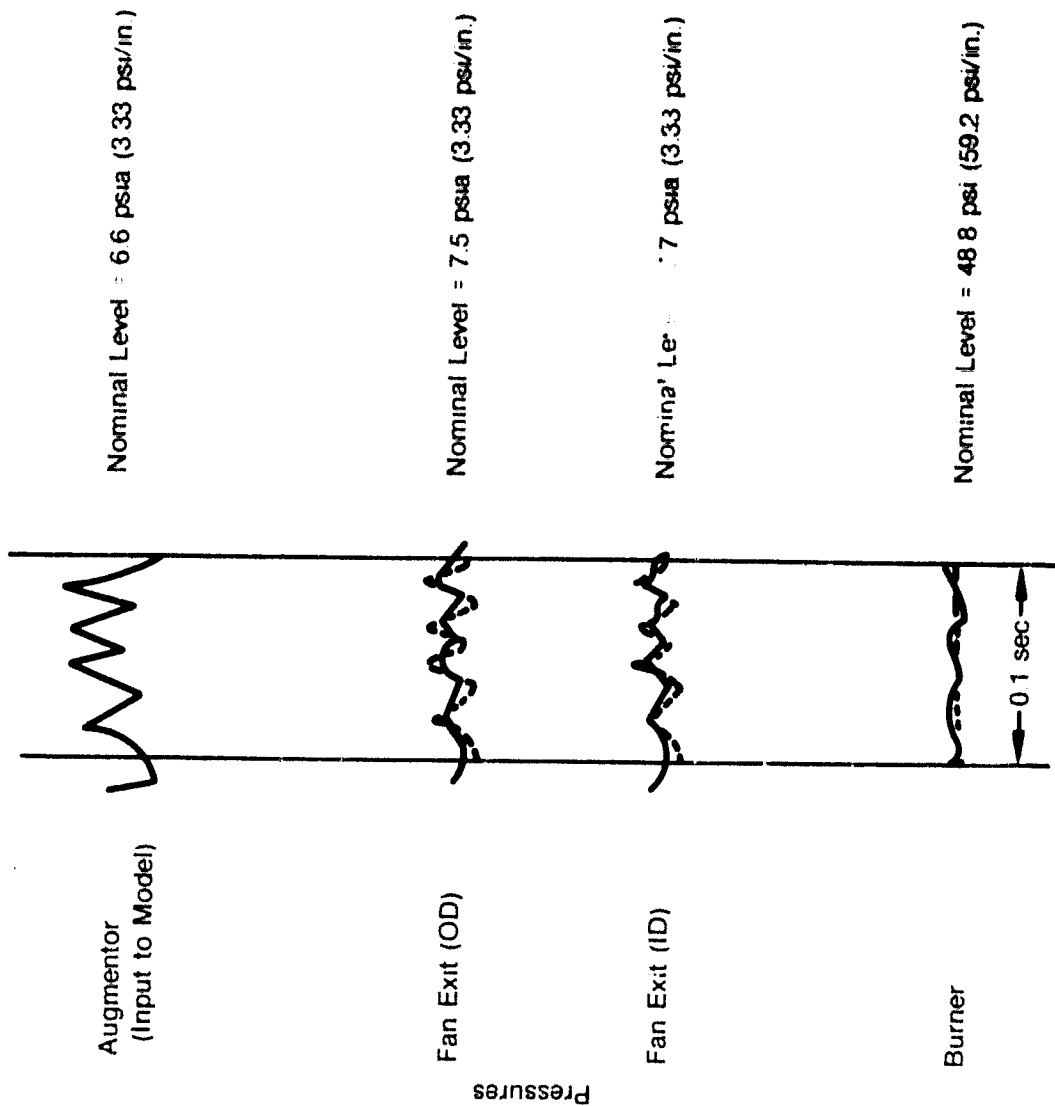 Pressures
Augmentor
(Input to Model)
Nominal Level = 6.6 psia (3.33 psi/in.)
Fan Exit (OD)
Nominal Level = 7.5 psia (3.33 psi/in.)
Fan Exit (ID)
7 psia (3.33 psi/in.)
Burner
Nominal Level = 48.8 psi (59.2 psi/in.)
0.1 sec